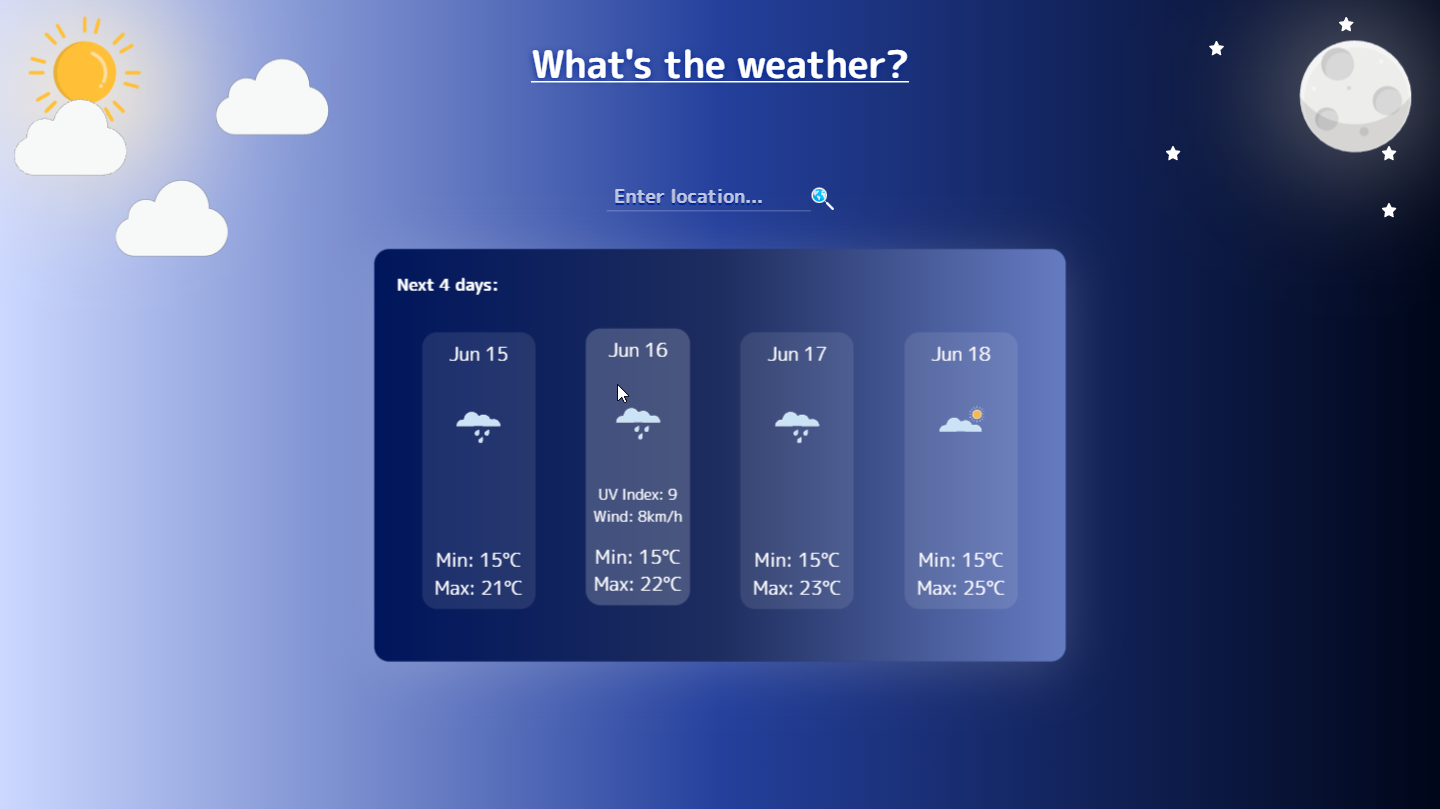 What's the weather?
Enter location...
Next 4 days:
Jun 15
Min: 15°C
Max: 21°C
Jun 16
UV Index: 9
Wind: 8km/h
Min: 15°C
Max: 22°C
Jun 17
Min: 15°C
Max: 23°C
Jun 18
Min: 15°C
Max: 25°C